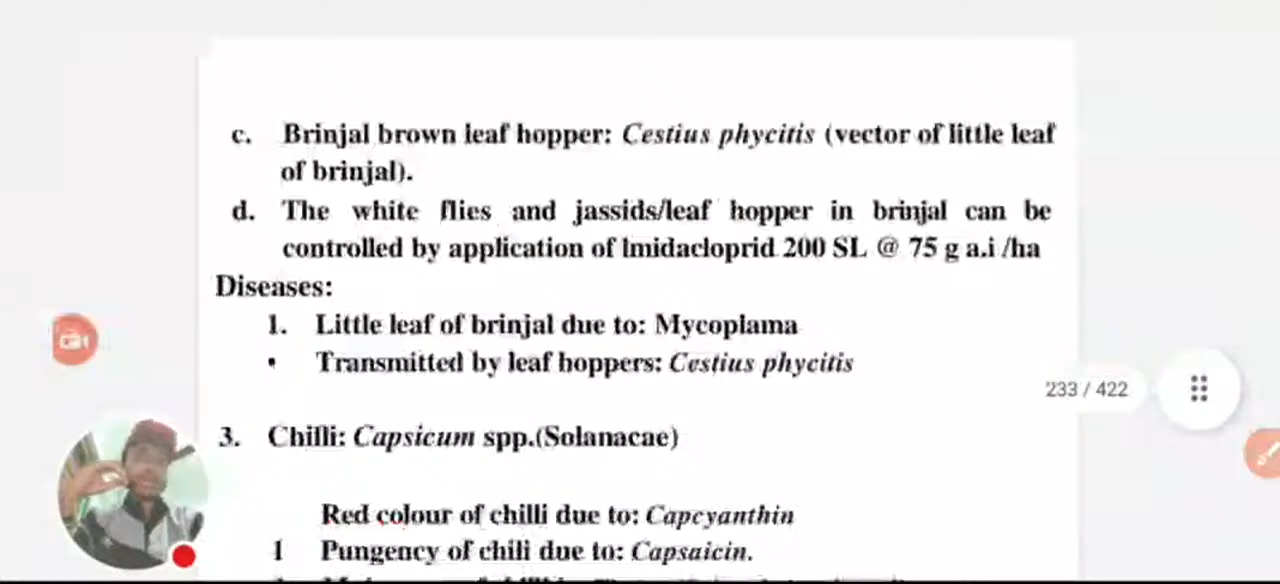 c. Brinjal brown leaf hopper: Cestius phycitis (vector of little leaf
of brinjal).
d. The white flies and jassids/leaf hopper in brinjal can be
controlled by application of Imidacloprid 200 SL @ 75 g a.i /ha
Diseases:
1. Little leaf of brinjal due to: Mycoplama
• Transmitted by leaf hoppers: Cestius phycitis
233 / 422
3. Chilli: Capsicum spp.(Solanacae)
Red colour of chilli due to: Capcyanthin
1 Pungency of chili due to: Capsaicin.